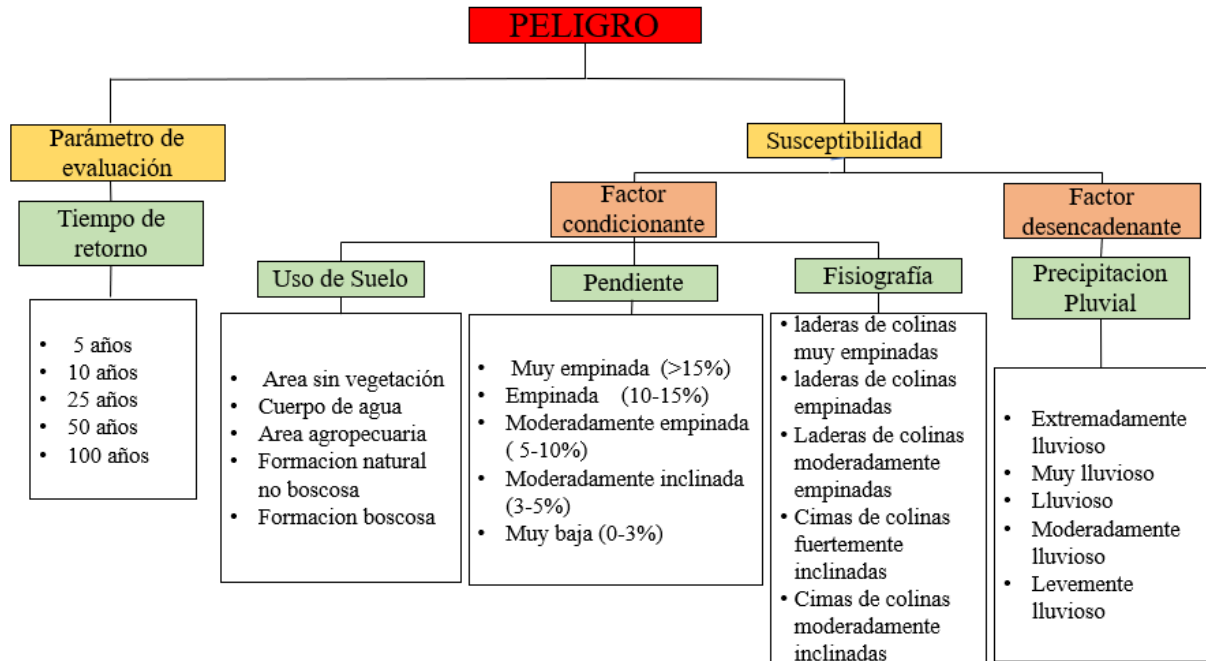 PELIGRO
Parámetro de
evaluación
Susceptibilidad
Tiempo de
retorno
Factor
condicionante
Factor
desencadenante
Uso de Suelo
Pendiente
Fisiografía
Precipitacion
Pluvial
• 5 años
• 10 años
• 25 años
• 50 años
• 100 años
• Area sin vegetación
• Cuerpo de agua
• Area agropecuaria
• Formacion natural
no boscosa
• Formacion boscosa
• Muy empinada (>15%)
• Empinada (10-15%)
• Moderadamente empinada
( 5-10%)
• Moderadamente inclinada
(3-5%)
• Muy baja (0-3%)
• laderas de colinas
muy empinadas
• laderas de colinas
empinadas
• Laderas de colinas
moderadamente
empinadas
• Cimas de colinas
fuertemente
inclinadas
• Cimas de colinas
moderadamente
inclinadas
• Extremadamente
lluvioso
• Muy lluvioso
• Lluvioso
• Moderadamente
lluvioso
• Levemente
lluvioso